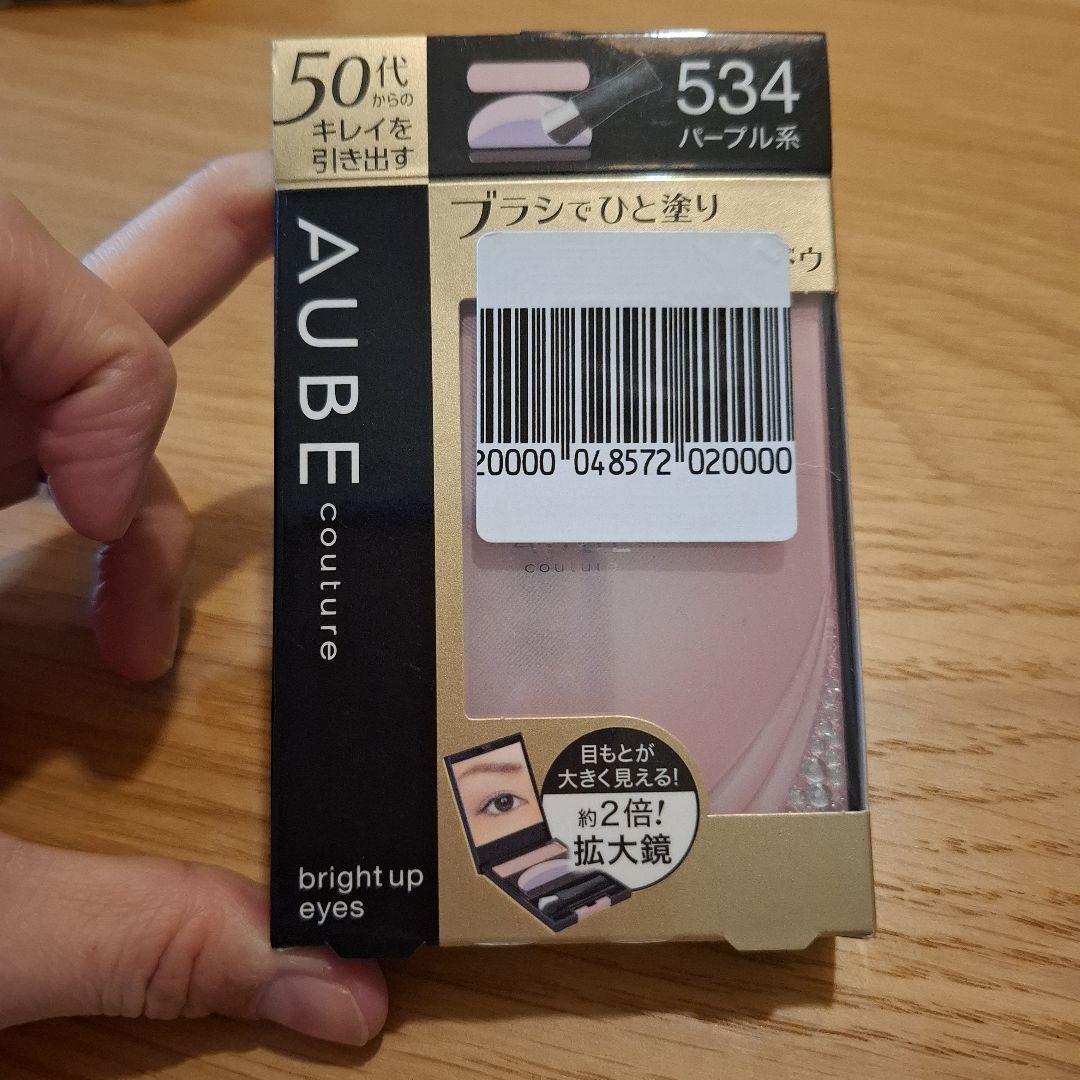 50代
からの
キレイを
引き出す
534
パープル系
ブラシでひと塗り
ドウ
AUBE
couture
20000 048572 020000
couture
bright up
eyes
目もとが
大きく見える!
約2倍!
拡大鏡